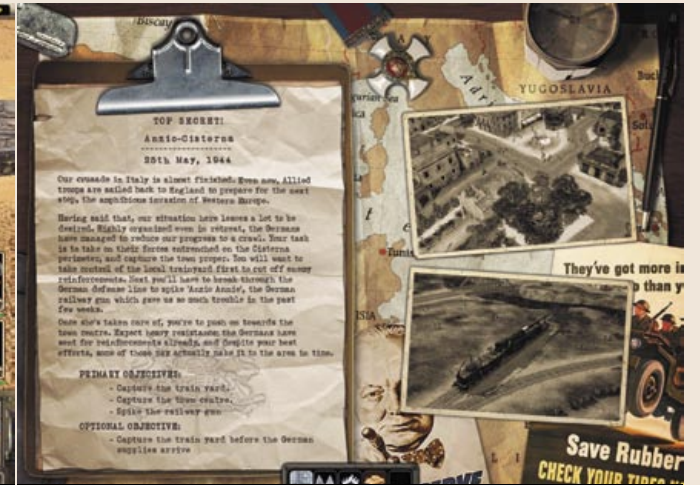 Biscay
TOP SECRET!
Anzio-Cisterna
25th May, 1944
Our crusade in Italy is almost finished. Even now, Allied
troops are sailed back to England to prepare for the next
step, the amphibious invasion of Western Europe.
Having said that, our situation here leaves a lot to be
desired. Highly organized even in retreat, the Germans
have managed to reduce our progress to a crawl. Your task
is to take on their forces entrenched on the Cisterna
perimeter, and capture the town proper. You will want to
take control of the local trainyard first to cut off enemy
reinforcements. Next you'll have to break through the
German defense line to spike 'Annie Annie', the German
railway gun which gave us so much trouble in the past
few weeks.
Once she's taken care of, you're to push on towards the
town centre. Expect heavy resistance; the Germans have
sent for reinforcements already, and despite your best
efforts, some of those may actually make it to the area in time.
PRIMARY OBJECTIVES:
- Capture the train yard.
- Capture the town centre.
- Spike the railway gun
OPTIONAL OBJECTIVE:
- Capture the train yard before the German
supplies arrive
Adri
YUGOSLAVIA
Tunis
They've got more i
than y
Save Rubber
CHECK YOUR TIRES